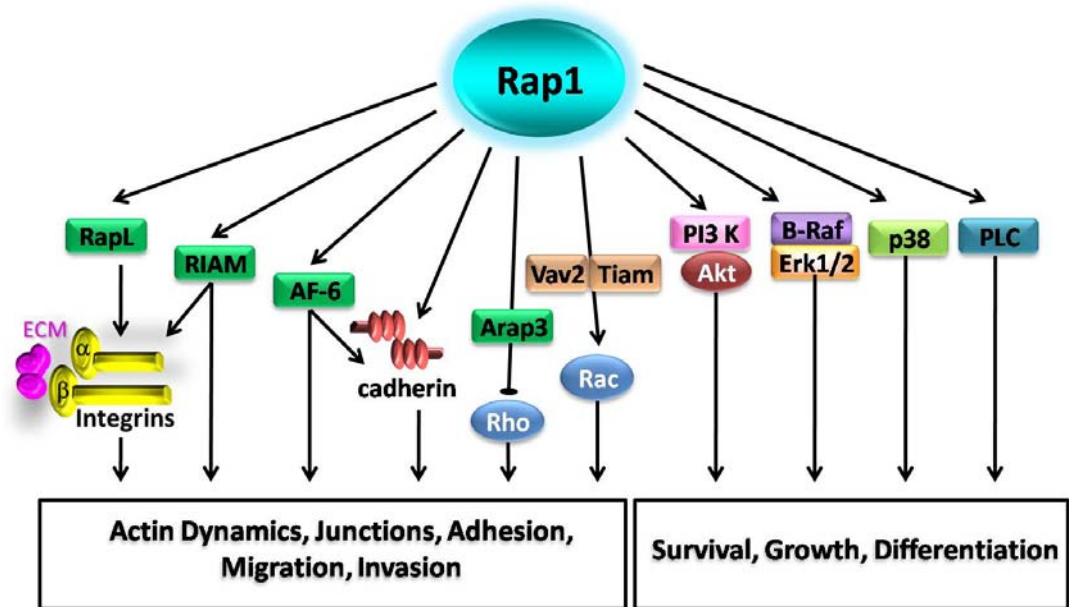 Rap1
RapL
RIAM
AF-6
Arap3
Vav2 Tiam
PI3 K
Akt
B-Raf
Erk1/2
p38
PLC
ECM
α
β
Integrins
cadherin
Rho
Rac
Actin Dynamics, Junctions, Adhesion,
Migration, Invasion
Survival, Growth, Differentiation